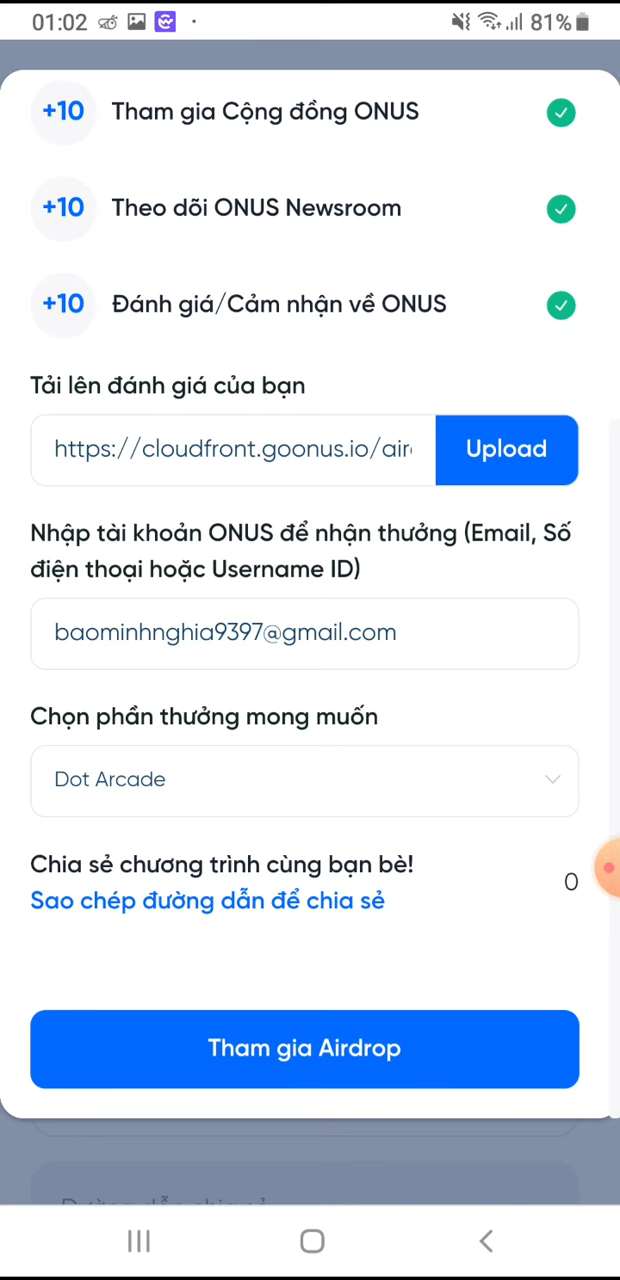 01:02
81%
+10 Tham gia Cộng đồng ONUS
+10 Theo dõi ONUS Newsroom
+10 Đánh giá/Cảm nhận về ONUS
Tải lên đánh giá của bạn
https://cloudfront.goonus.io/air
Upload
Nhập tài khoản ONUS để nhận thưởng (Email, Số
điện thoại hoặc Username ID)
baominhnghia9397@gmail.com
Chọn phần thưởng mong muốn
Dot Arcade
Chia sẻ chương trình cùng bạn bè!
0
Sao chép đường dẫn để chia sẻ
Tham gia Airdrop